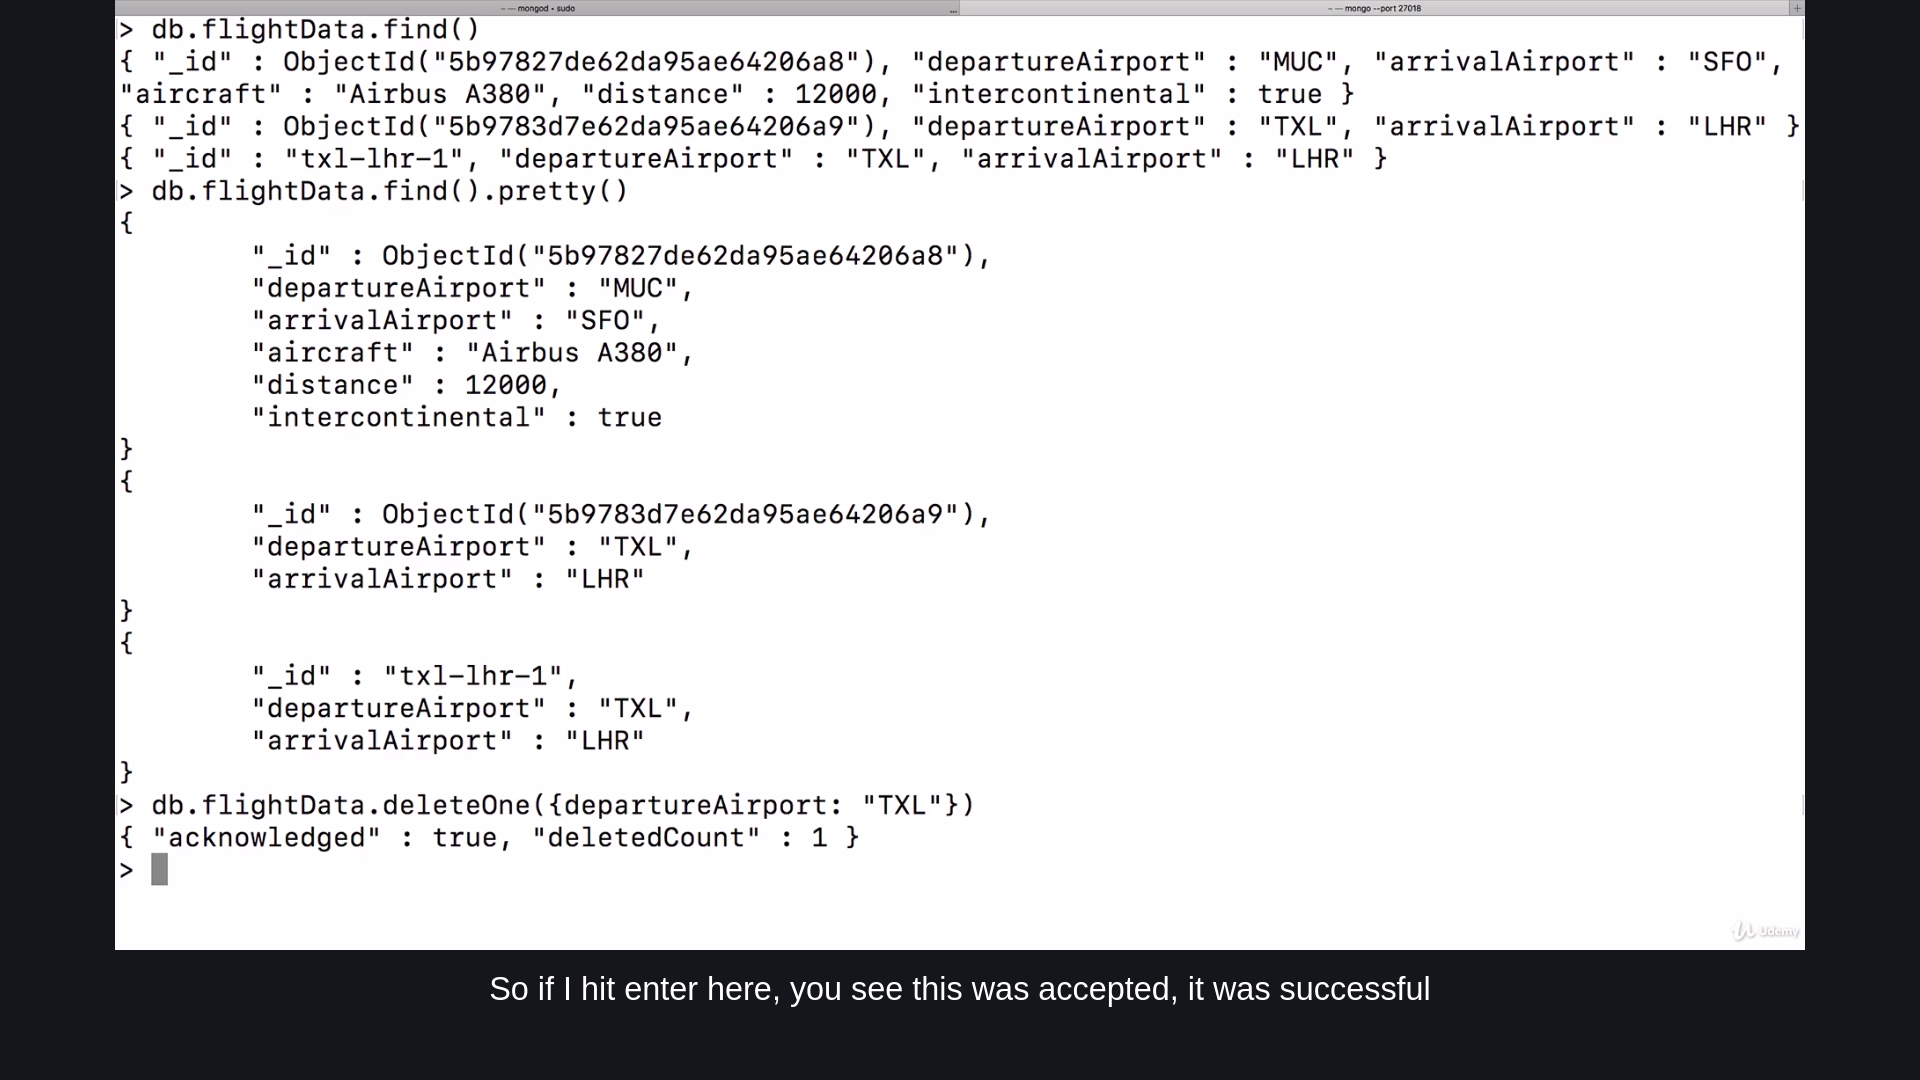 ~ — mongod • sudo
...
~ — mongo --port 27018
+
> db.flightData.find()
{ "_id" : ObjectId("5b97827de62da95ae64206a8"), "departureAirport" : "MUC", "arrivalAirport" : "SFO",
"aircraft" : "Airbus A380", "distance" : 12000, "intercontinental" : true }
{ "_id" : ObjectId("5b9783d7e62da95ae64206a9"), "departureAirport" : "TXL", "arrivalAirport" : "LHR" }
{ "_id" : "txl-lhr-1", "departureAirport" : "TXL", "arrivalAirport" : "LHR" }
> db.flightData.find().pretty()
{
"_id" : ObjectId("5b97827de62da95ae64206a8"),
"departureAirport" : "MUC",
"arrivalAirport" : "SFO",
"aircraft" : "Airbus A380",
"distance" : 12000,
"intercontinental" : true
}
{
"_id" : ObjectId("5b9783d7e62da95ae64206a9"),
"departureAirport" : "TXL",
"arrivalAirport" : "LHR"
}
{
"_id" : "txl-lhr-1",
"departureAirport" : "TXL",
"arrivalAirport" : "LHR"
}
> db.flightData.deleteOne({departureAirport: "TXL"})
{ "acknowledged" : true, "deletedCount" : 1 }
>
Udemy
So if I hit enter here, you see this was accepted, it was successful